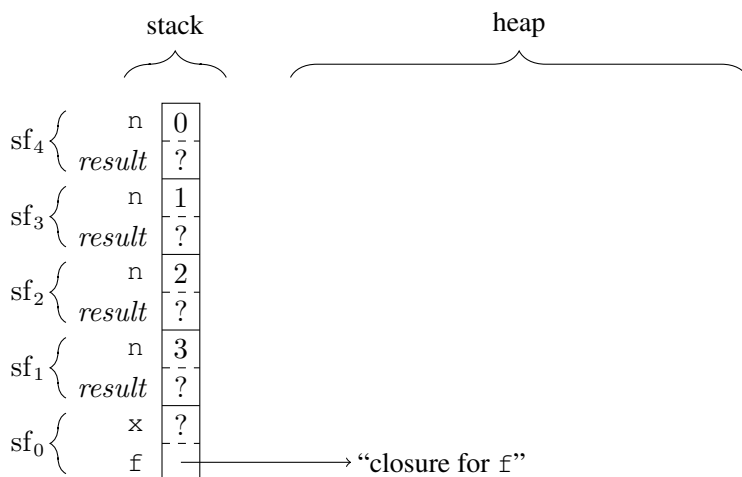 stack heap
sf₄ n 0
result ?
sf₃ n 1
result ?
sf₂ n 2
result ?
sf₁ n 3
result ?
sf₀ x ?
f “closure for f”